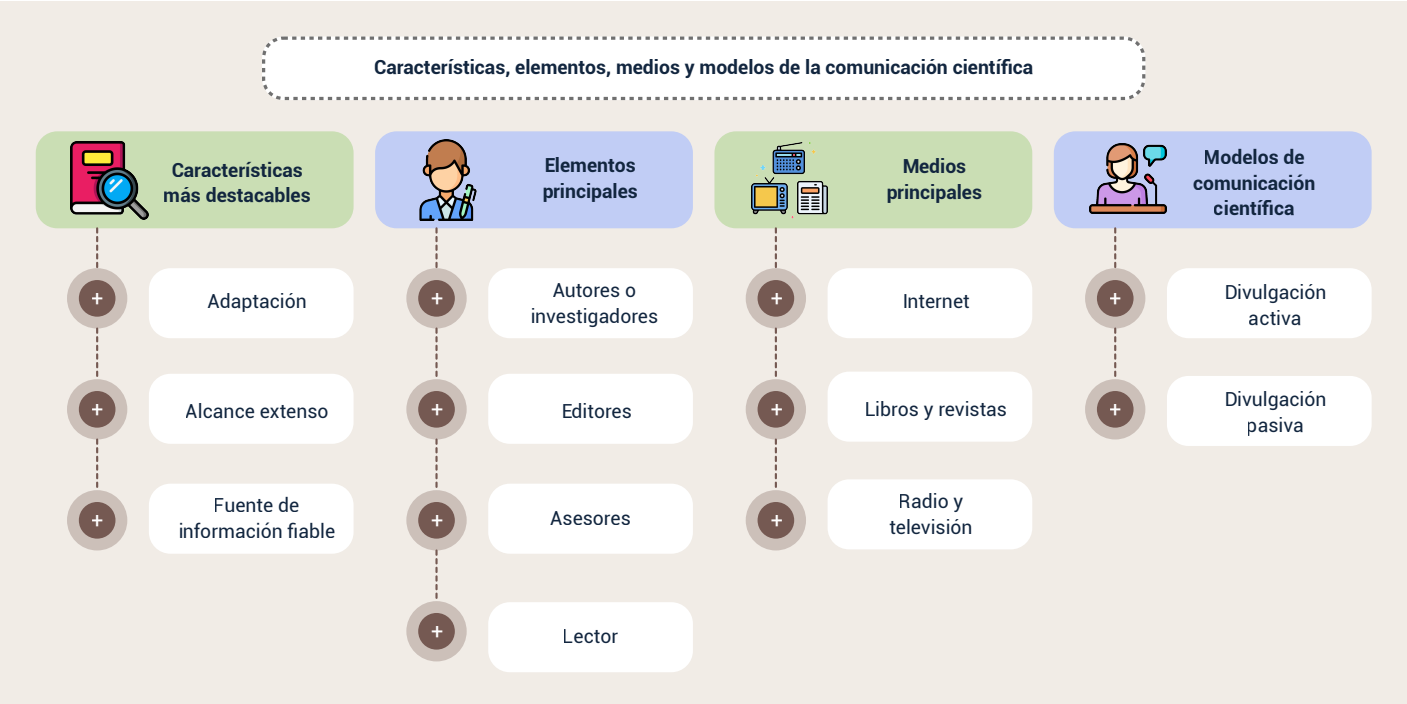 Características, elementos, medios y modelos de la comunicación científica
Características
más destacables
Adaptación
Alcance extenso
Fuente de
información fiable
Elementos
principales
Autores o
investigadores
Editores
Asesores
Lector
Medios
principales
Internet
Libros y revistas
Radio y
televisión
Modelos de
comunicación
científica
Divulgación
activa
Divulgación
pasiva